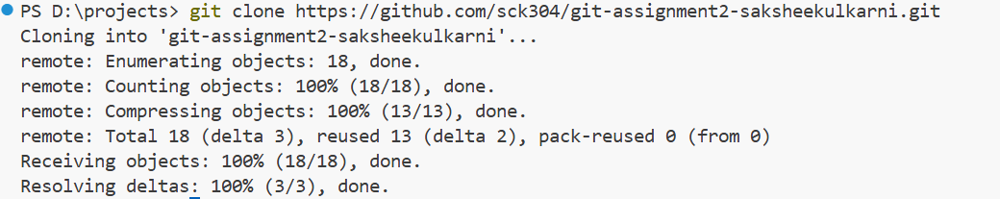 PS D:\projects> git clone https://github.com/sck304/git-assignment2-saksheekulkarni.git
Cloning into 'git-assignment2-saksheekulkarni'...
remote: Enumerating objects: 18, done.
remote: Counting objects: 100% (18/18), done.
remote: Compressing objects: 100% (13/13), done.
remote: Total 18 (delta 3), reused 13 (delta 2), pack-reused 0 (from 0)
Receiving objects: 100% (18/18), done.
Resolving deltas: 100% (3/3), done.